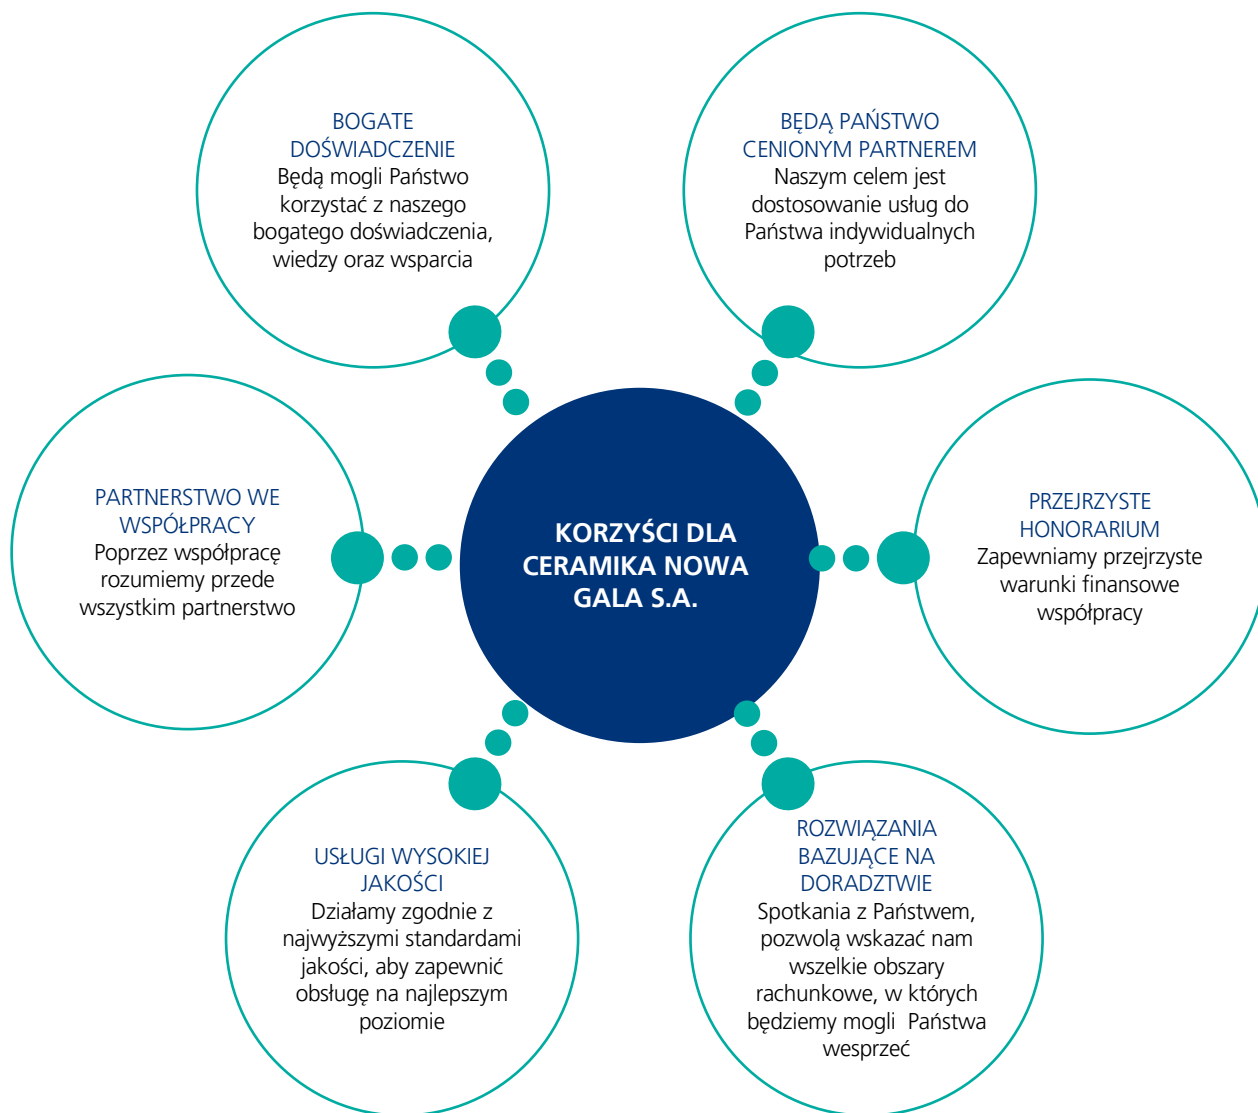 BOGATE
DOŚWIADCZENIE
Będą mogli Państwo
korzystać z naszego
bogatego doświadczenia,
wiedzy oraz wsparcia
BĘDĄ PAŃSTWO
CENIONYM PARTNEREM
Naszym celem jest
dostosowanie usług do
Państwa indywidualnych
potrzeb
PARTNERSTWO WE
WSPÓŁPRACY
Poprzez współpracę
rozumiemy przede
wszystkim partnerstwo
KORZYŚCI DLA
CERAMIKA NOWA
GALA S.A.
PRZEJRZYSTE
HONORARIUM
Zapewniamy przejrzyste
warunki finansowe
współpracy
USŁUGI WYSOKIEJ
JAKOŚCI
Działamy zgodnie z
najwyższymi standardami
jakości, aby zapewnić
obsługę na najlepszym
poziomie
ROZWIĄZANIA
BAZUJĄCE NA
DORADZTWIE
Spotkania z Państwem,
pozwolą wskazać nam
wszelkie obszary
rachunkowe, w których
będziemy mogli  Państwa
wesprzeć